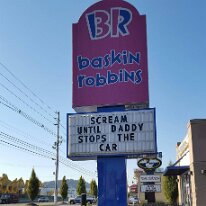 BR
baskin
robbins
SCREAM
UNTIL DADDY
STOPS THE
CAR